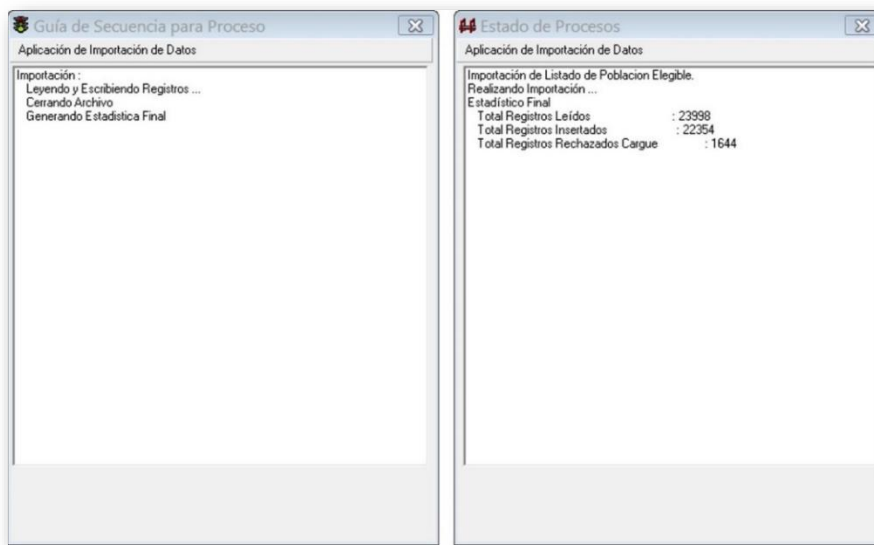 Guía de Secuencia para Proceso
Aplicación de Importación de Datos
Importación :
Leyendo y Escribiendo Registros ...
Cerrando Archivo
Generando Estadistica Final
Estado de Procesos
Aplicación de Importación de Datos
Importación de Listado de Poblacion Elegible.
Realizando Importación ...
Estadístico Final
Total Registros Leídos : 23998
Total Registros Insertados : 22354
Total Registros Rechazados Cargue : 1644